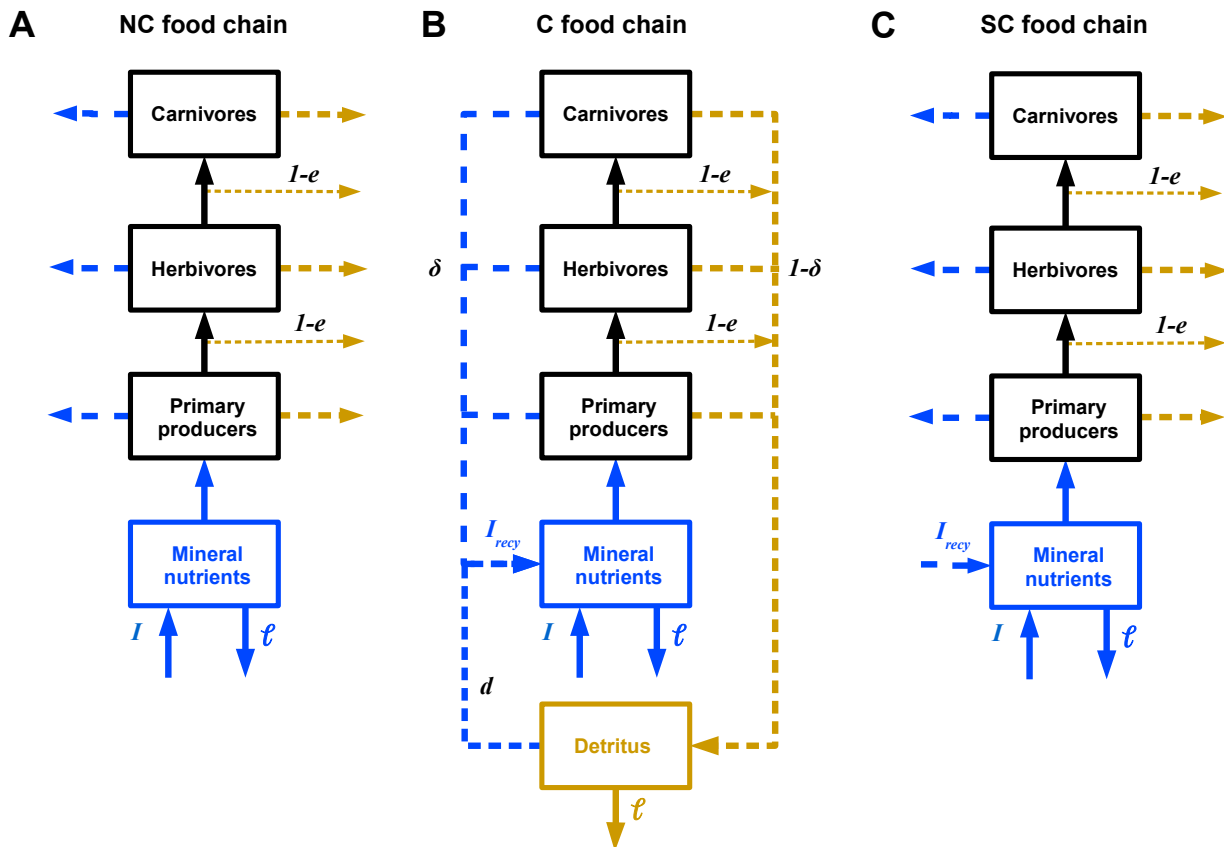 A
NC food chain
Carnivores
1-e
Herbivores
1-e
Primary
producers
Mineral
nutrients
I
ℓ
B
C food chain
Carnivores
1-e
δ
Herbivores
1-δ
1-e
Primary
producers
I_recy
Mineral
nutrients
I
ℓ
d
Detritus
ℓ
C
SC food chain
Carnivores
1-e
Herbivores
1-e
Primary
producers
I_recy
Mineral
nutrients
I
ℓ